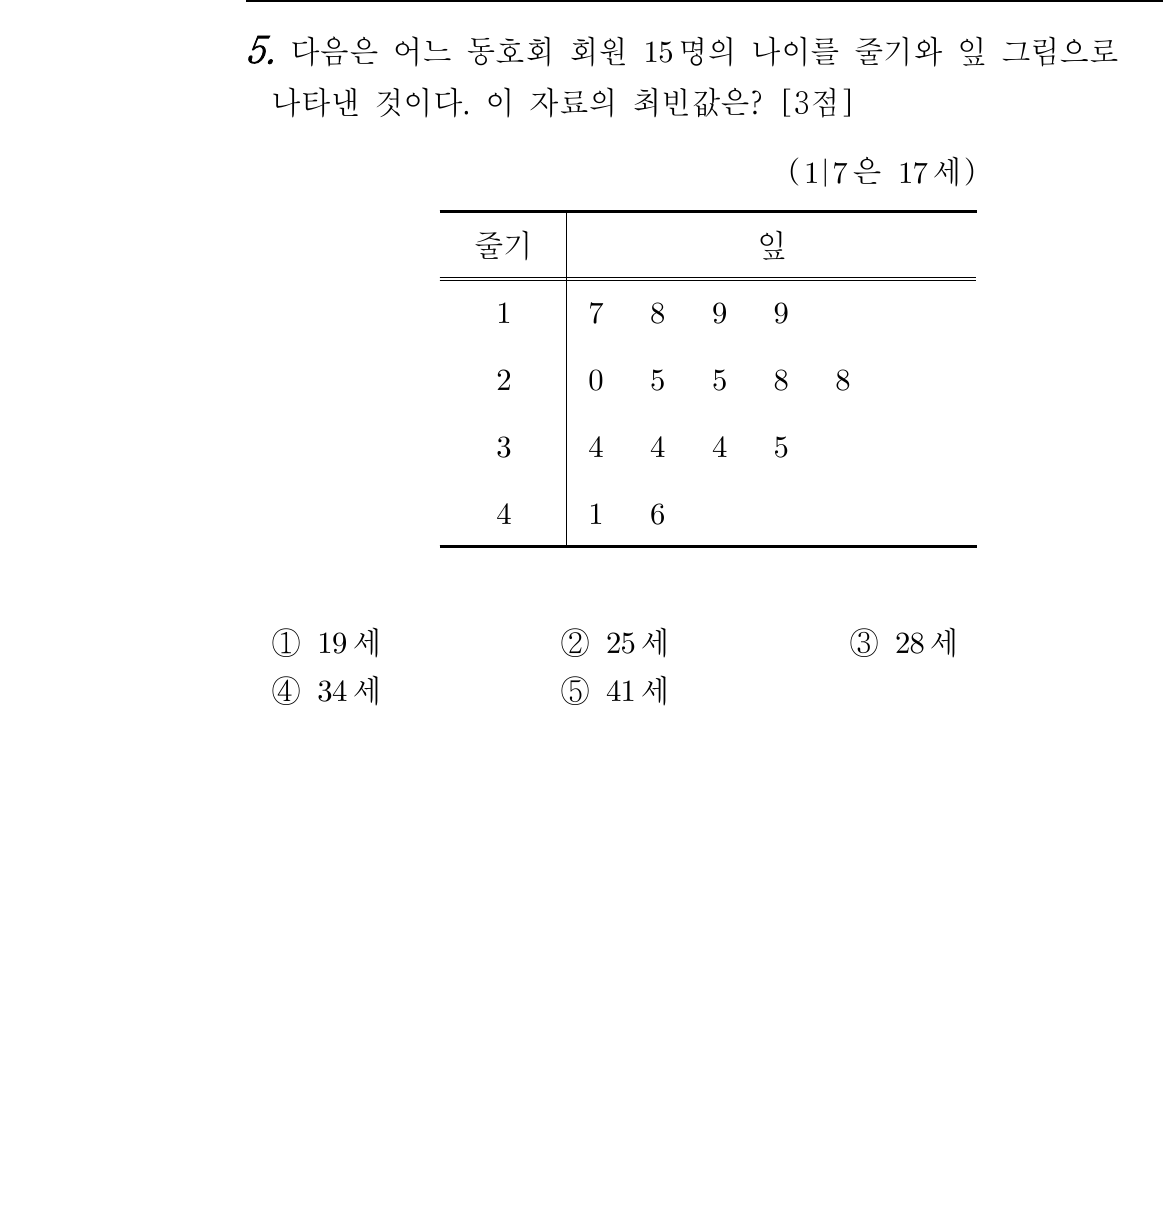 5. 다음은 어느 동호회 회원 15명의 나이를 줄기와 잎 그림으로
나타낸 것이다. 이 자료의 최빈값은? [3점]
(1|7은 17세)
줄기 잎
1 7 8 9 9
2 0 5 5 8 8
3 4 4 4 5
4 1 6
① 19세 ② 25세 ③ 28세
④ 34세 ⑤ 41세